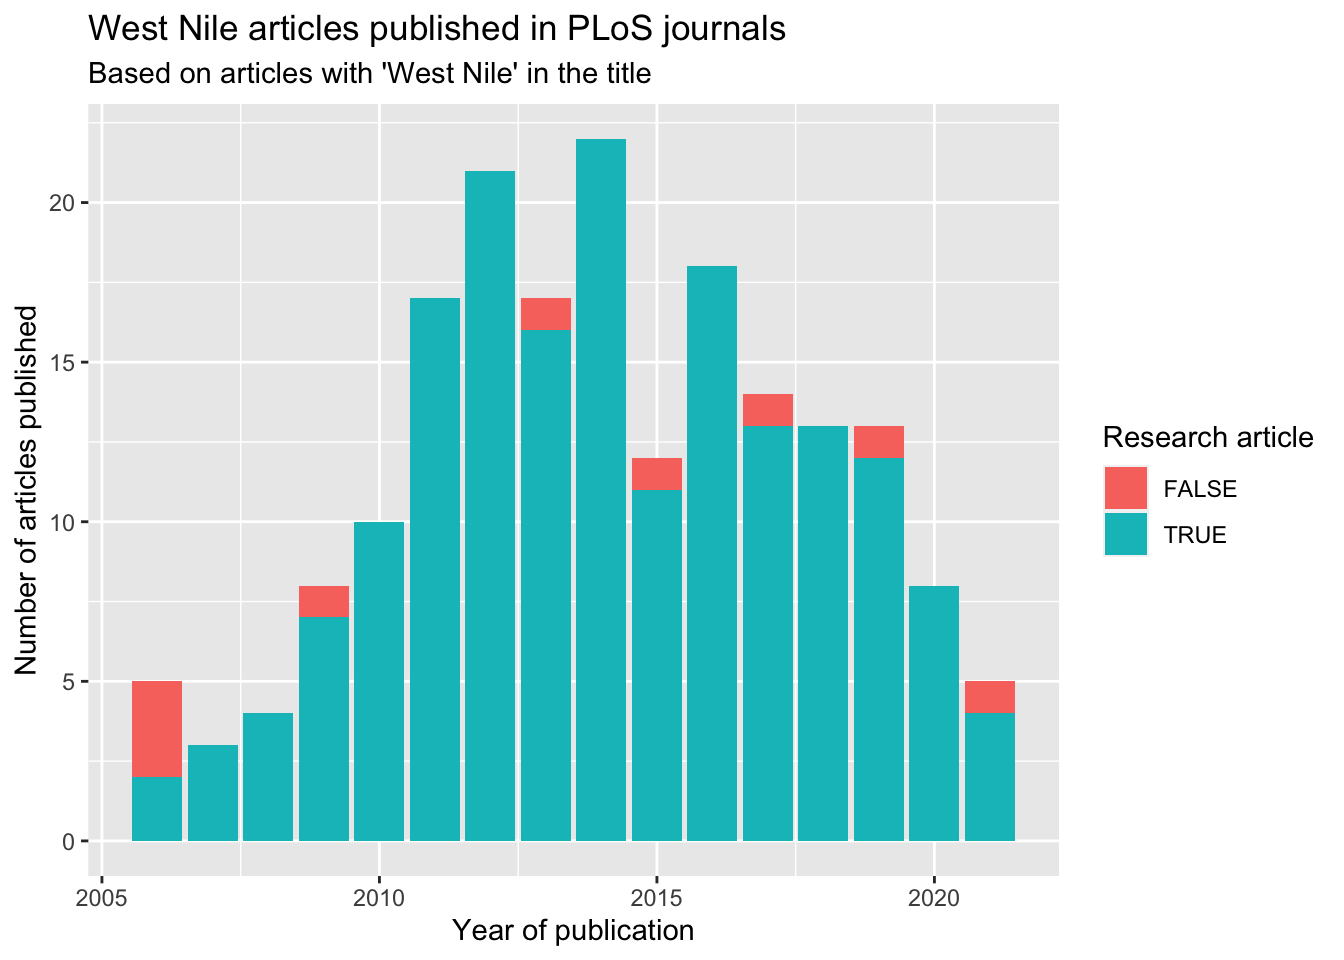 West Nile articles published in PLoS journals
Based on articles with 'West Nile' in the title
Number of articles published
20
15
10
5
0
2005
2010
2015
2020
Year of publication
Research article
FALSE
TRUE